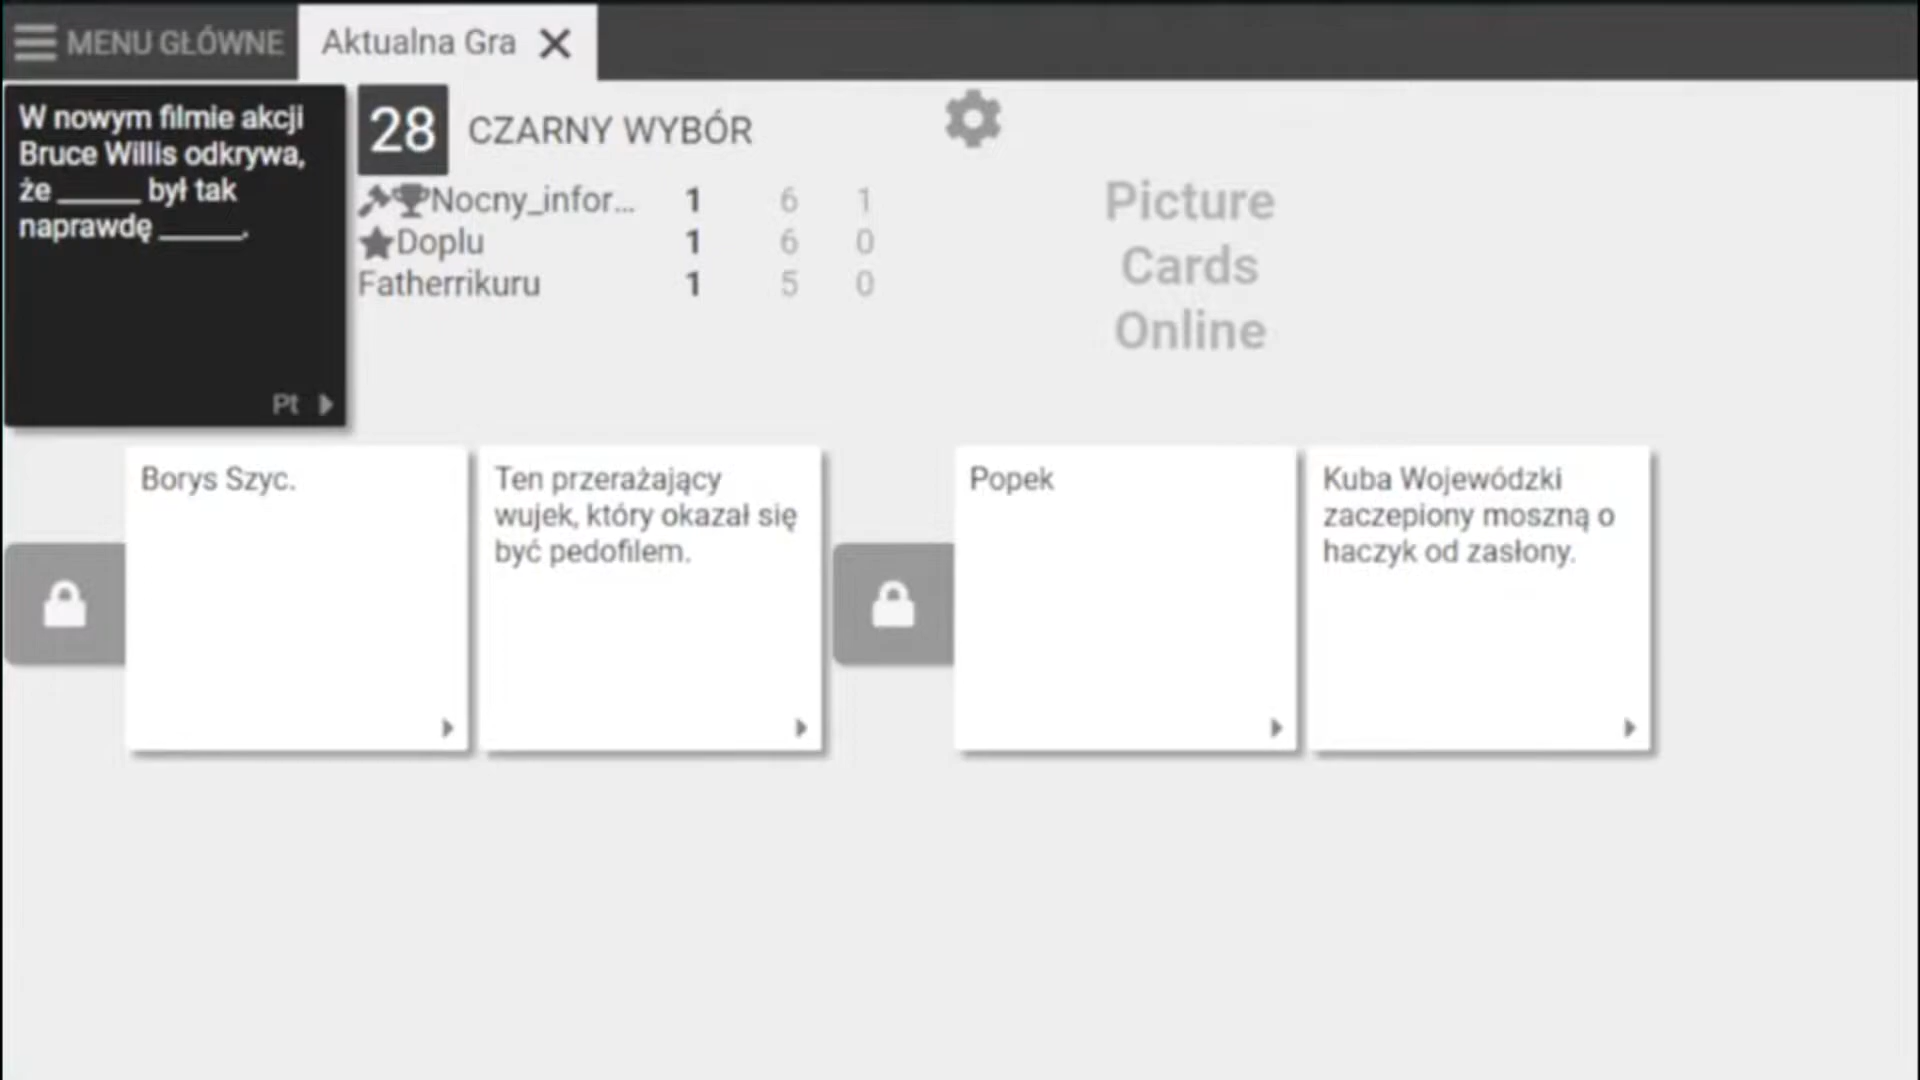 MENU GŁÓWNE
Aktualna Gra
W nowym filmie akcji
Bruce Willis odkrywa,
że ______ był tak
naprawdę ______.
Pt
28 CZARNY WYBÓR
Nocny_infor... 1 6 1
Doplu 1 6 0
Fatherrikuru 1 5 0
Picture
Cards
Online
Borys Szyc.
Ten przerażający
wujek, który okazał się
być pedofilem.
Popek
Kuba Wojewódzki
zaczepiony moszną o
haczyk od zasłony.